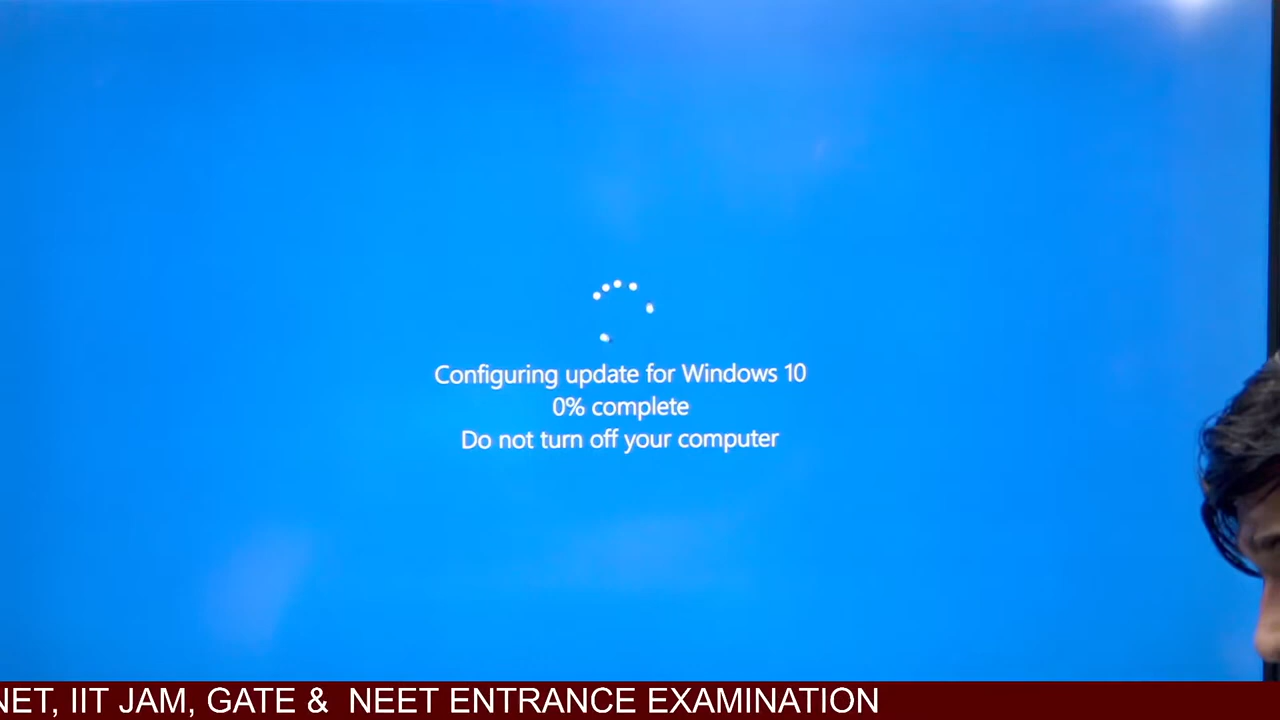 Configuring update for Windows 10
0% complete
Do not turn off your computer
NET, IIT JAM, GATE & NEET ENTRANCE EXAMINATION